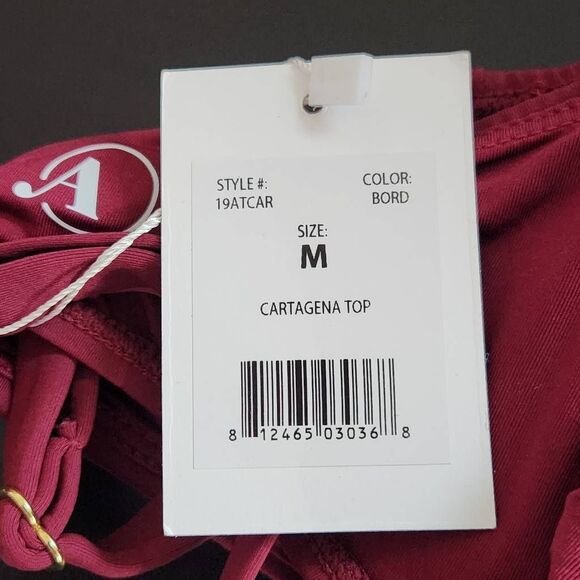 A
STYLE #:
19ATCAR
COLOR:
BORD
SIZE:
M
CARTAGENA TOP
8 12465 03036 8